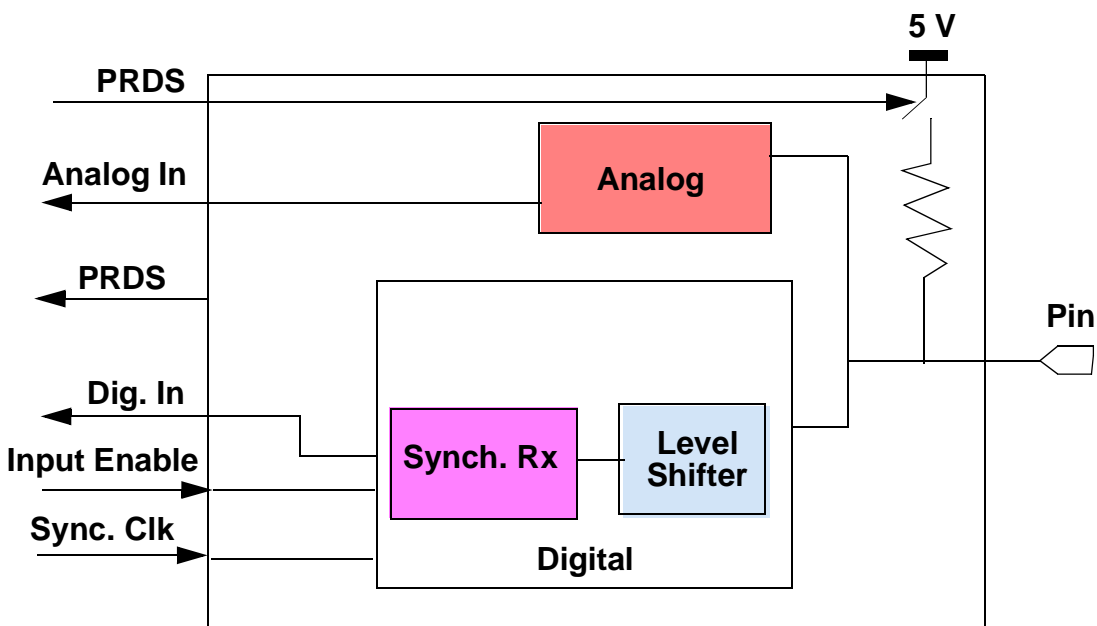 5 V
PRDS
Analog In
Analog
PRDS
Pin
Dig. In
Input Enable
Synch. Rx
Level
Shifter
Sync. Clk
Digital